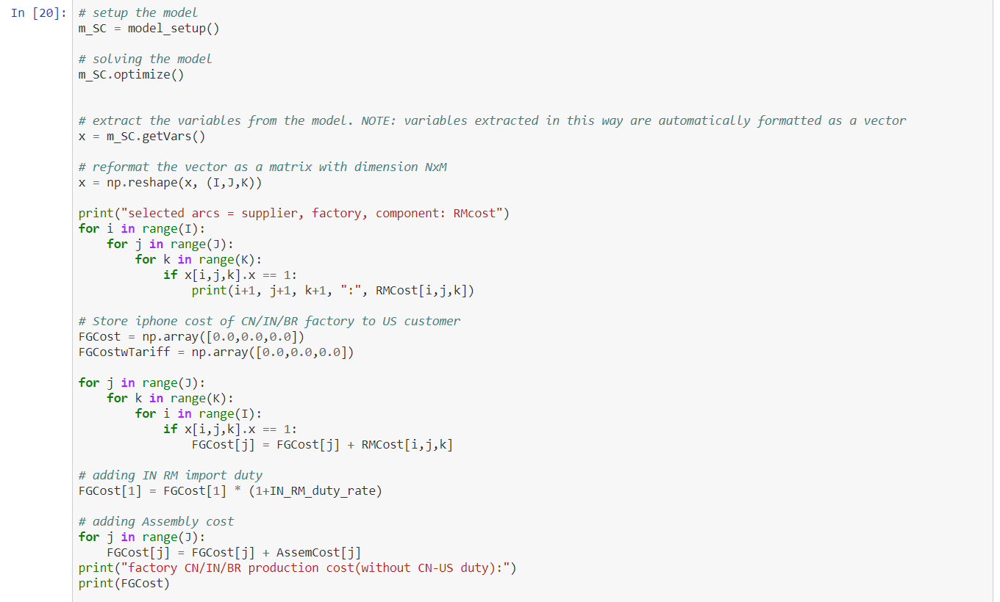 In [20]: # setup the model
m_SC = model_setup()
# solving the model
m_SC.optimize()
# extract the variables from the model. NOTE: variables extracted in this way are automatically formatted as a vector
x = m_SC.getVars()
# reformat the vector as a matrix with dimension NxM
x = np.reshape(x, (I,J,K))
print("selected arcs = supplier, factory, component: RMcost")
for i in range(I):
    for j in range(J):
        for k in range(K):
            if x[i,j,k].x == 1:
                print(i+1, j+1, k+1, ":", RMCost[i,j,k])
# Store iphone cost of CN/IN/BR factory to US customer
FGCost = np.array([0.0,0.0,0.0])
FGCostwTariff = np.array([0.0,0.0,0.0])
for j in range(J):
    for k in range(K):
        for i in range(I):
            if x[i,j,k].x == 1:
                FGCost[j] = FGCost[j] + RMCost[i,j,k]
# adding IN RM import duty
FGCost[1] = FGCost[1] * (1+IN_RM_duty_rate)
# adding Assembly cost
for j in range(J):
    FGCost[j] = FGCost[j] + AssemCost[j]
print("factory CN/IN/BR production cost(without CN-US duty):")
print(FGCost)